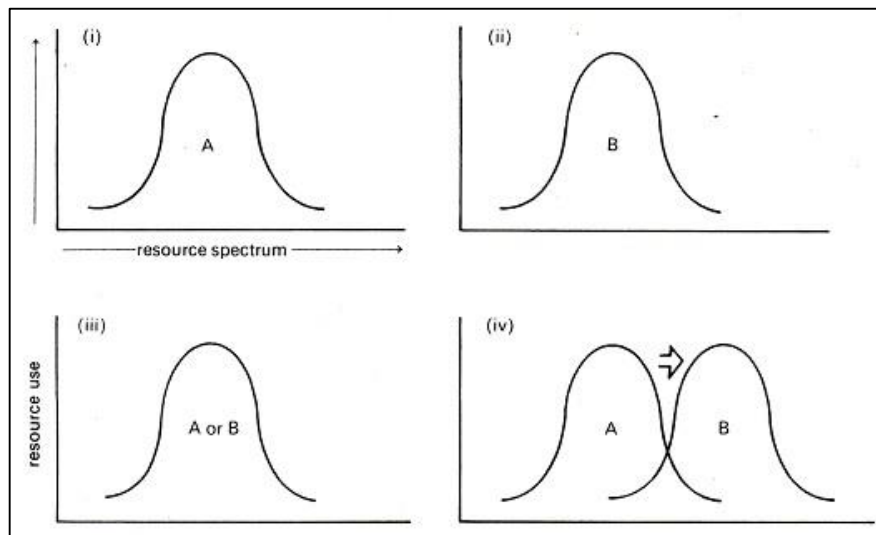 (i)
A
resource spectrum
(ii)
B
(iii)
A or B
resource use
(iv)
A
B